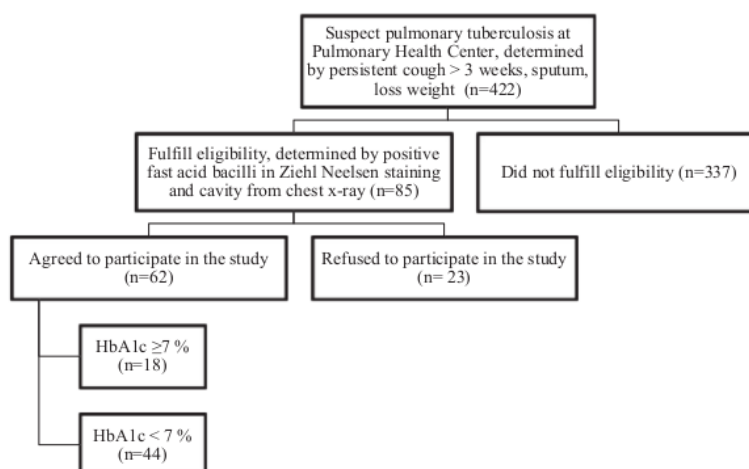 Suspect pulmonary tuberculosis at
Pulmonary Health Center, determined
by persistent cough > 3 weeks, sputum,
loss weight (n=422)
Fulfill eligibility, determined by positive
fast acid bacilli in Ziehl Neelsen staining
and cavity from chest x-ray (n=85)
Did not fulfill eligibility (n=337)
Agreed to participate in the study
(n=62)
Refused to participate in the study
(n= 23)
HbA1c ≥7 %
(n=18)
HbA1c < 7 %
(n=44)